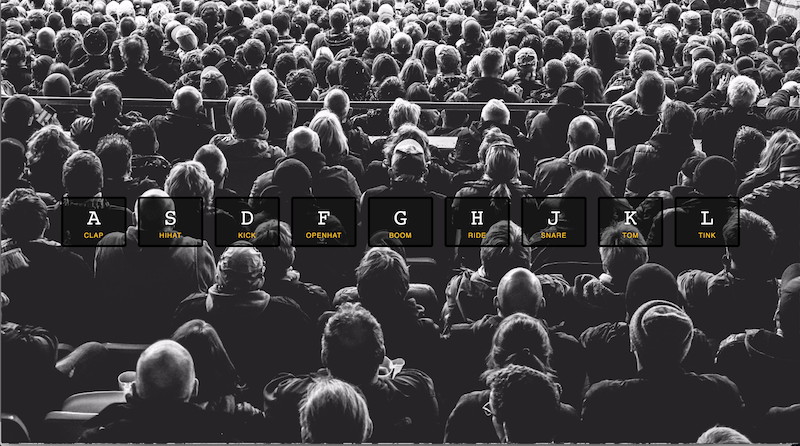 A S D F G H J K L
CLAP HIHAT KICK OPENHAT BOOM RIDE SNARE TOM TINK